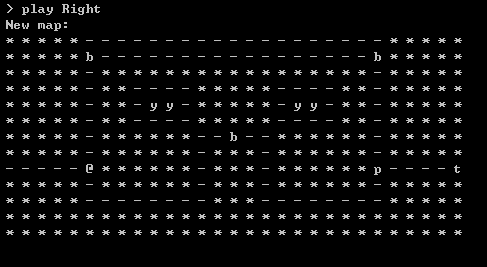 > play Right
New map:
* * * * * - - - - - - - - - - - - - - - - - - - * * * * *
* * * * * b - - - - - - - - - - - - - - - - - b * * * * *
* * * * * - * * * * * * * * * * * * * * * * * - * * * * *
* * * * * - * * - - - - * * * * * - - - - * * - * * * * *
* * * * * - * * - y y - * * * * * - y y - * * - * * * * *
* * * * * - * * - - - - * * * * * - - - - * * - * * * * *
* * * * * - * * * * * * - - b - - * * * * * * - * * * * *
* * * * * - * * * * * * - * * * - * * * * * * - * * * * *
- - - - - @ * * * * * * - * * * - * * * * * * p - - - - t
* * * * * - * * * * * * - * * * - * * * * * * - * * * * *
* * * * * - - - - - - - - * * * - - - - - - - - * * * * *
* * * * * * * * * * * * * * * * * * * * * * * * * * * * *
* * * * * * * * * * * * * * * * * * * * * * * * * * * * *